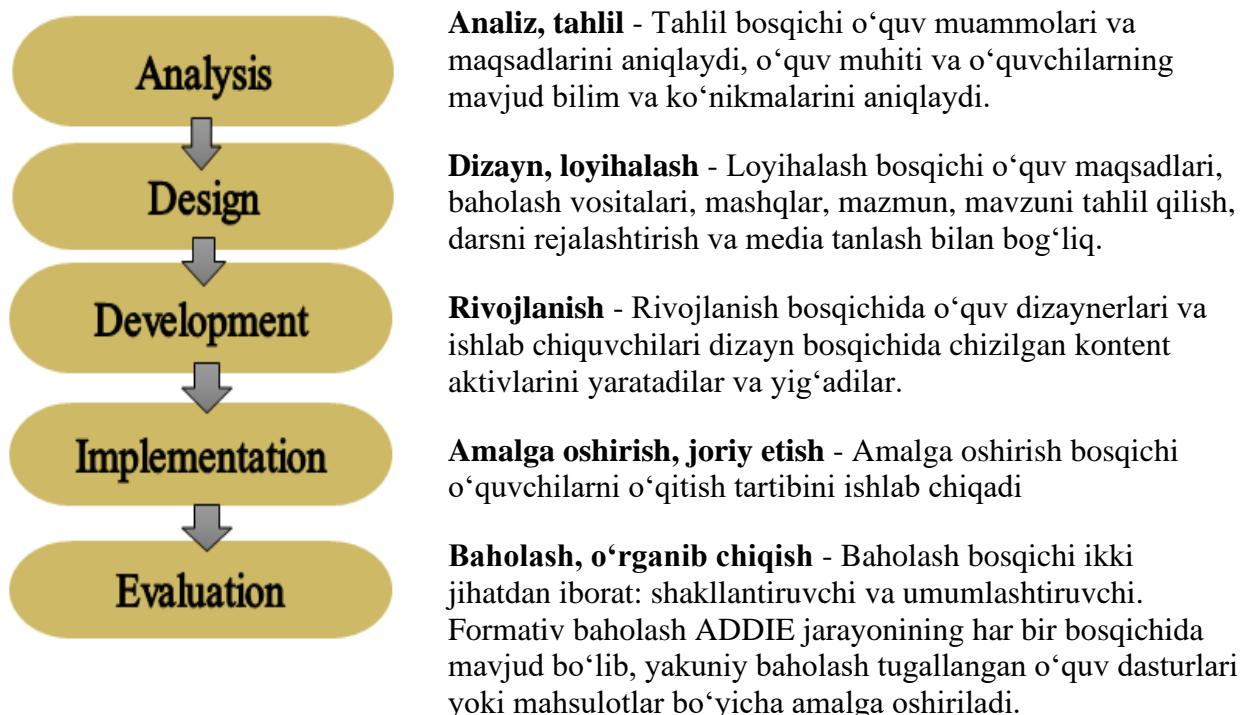 Analysis
Design
Development
Implementation
Evaluation
Analiz, tahlil - Tahlil bosqichi o‘quv muammolari va
maqsadlarini aniqlaydi, o‘quv muhiti va o‘quvchilarning
mavjud bilim va ko‘nikmalarini aniqlaydi.
Dizayn, loyihalash - Loyihalash bosqichi o‘quv maqsadlari,
baholash vositalari, mashqlar, mazmun, mavzuni tahlil qilish,
darsni rejalashtirish va media tanlash bilan bog‘liq.
Rivojlanish - Rivojlanish bosqichida o‘quv dizaynerlari va
ishlab chiquvchilari dizayn bosqichida chizilgan kontent
aktivlarini yaratadilar va yig‘adilar.
Amalga oshirish, joriy etish - Amalga oshirish bosqichi
o‘quvchilarni o‘qitish tartibini ishlab chiqadi
Baholash, o‘rganib chiqish - Baholash bosqichi ikki
jihatdan iborat: shakllantiruvchi va umumlashtiruvchi.
Formativ baholash ADDIE jarayonining har bir bosqichida
mavjud bo‘lib, yakuniy baholash tugallangan o‘quv dasturlari
yoki mahsulotlar bo‘yicha amalga oshiriladi.